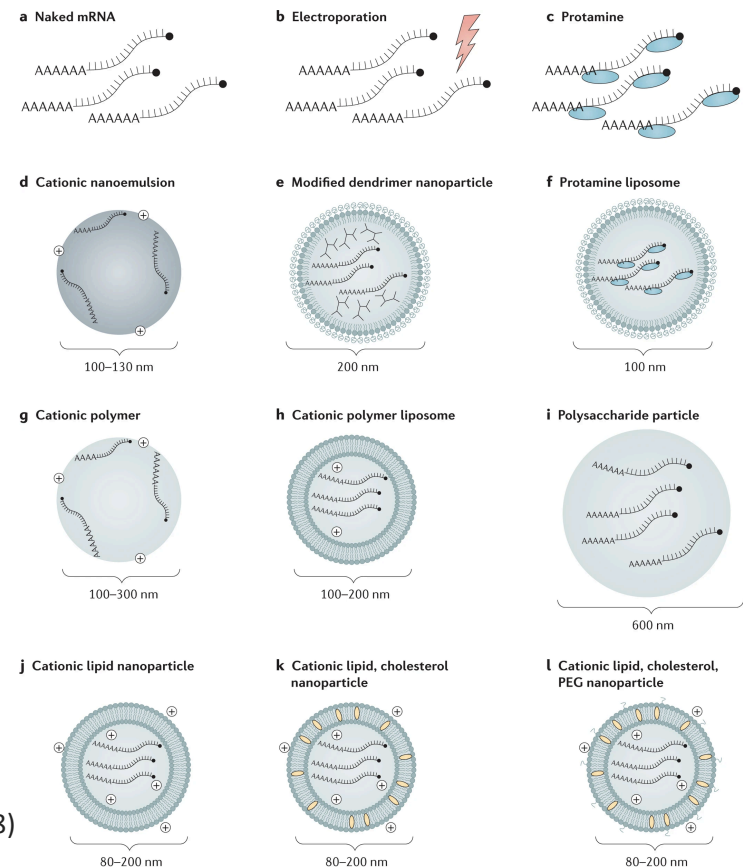 a Naked mRNA
b Electroporation
c Protamine
AAAAAA
AAAAAA
AAAAAA
AAAAAA
AAAAAA
AAAAAA
AAAAAA
AAAAAA
AAAAAA
d Cationic nanoemulsion
e Modified dendrimer nanoparticle
f Protamine liposome
100–130 nm
200 nm
100 nm
g Cationic polymer
h Cationic polymer liposome
i Polysaccharide particle
AAAAA
AAAAAA
AAAAAA
AAAAAA
100–300 nm
100–200 nm
600 nm
j Cationic lipid nanoparticle
k Cationic lipid, cholesterol
nanoparticle
l Cationic lipid, cholesterol,
PEG nanoparticle
3)
80–200 nm
80–200 nm
80–200 nm